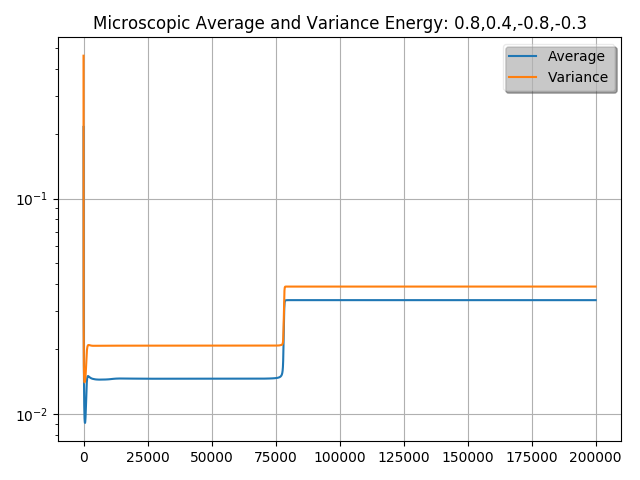 Microscopic Average and Variance Energy: 0.8,0.4,-0.8,-0.3
Average
Variance
10⁻¹
10⁻²
0 25000 50000 75000 100000 125000 150000 175000 200000